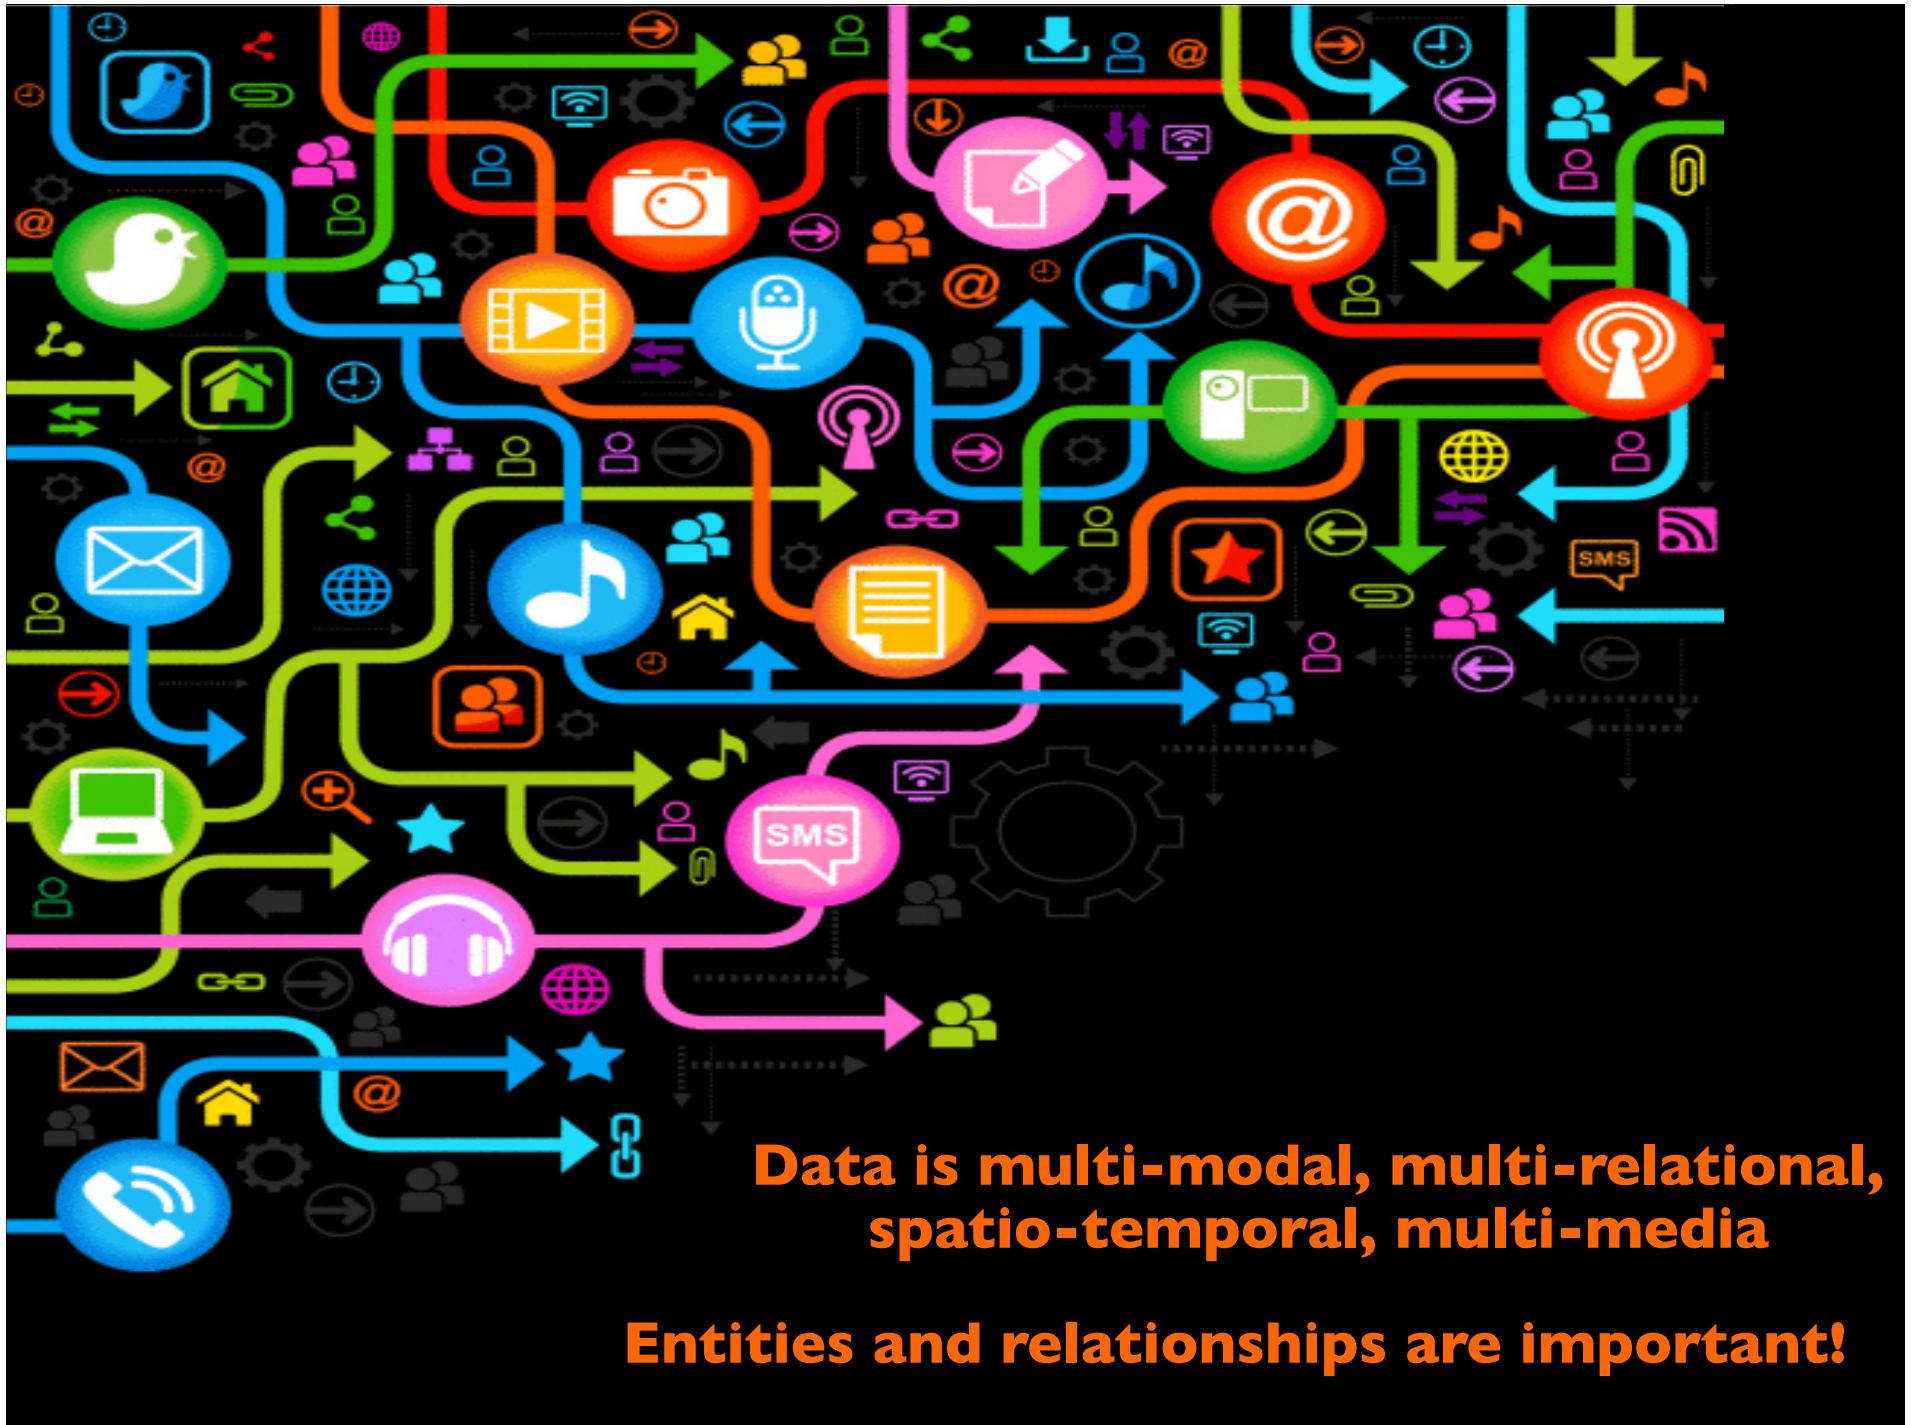 SMS
SMS
Data is multi-modal, multi-relational,
spatio-temporal, multi-media
Entities and relationships are important!